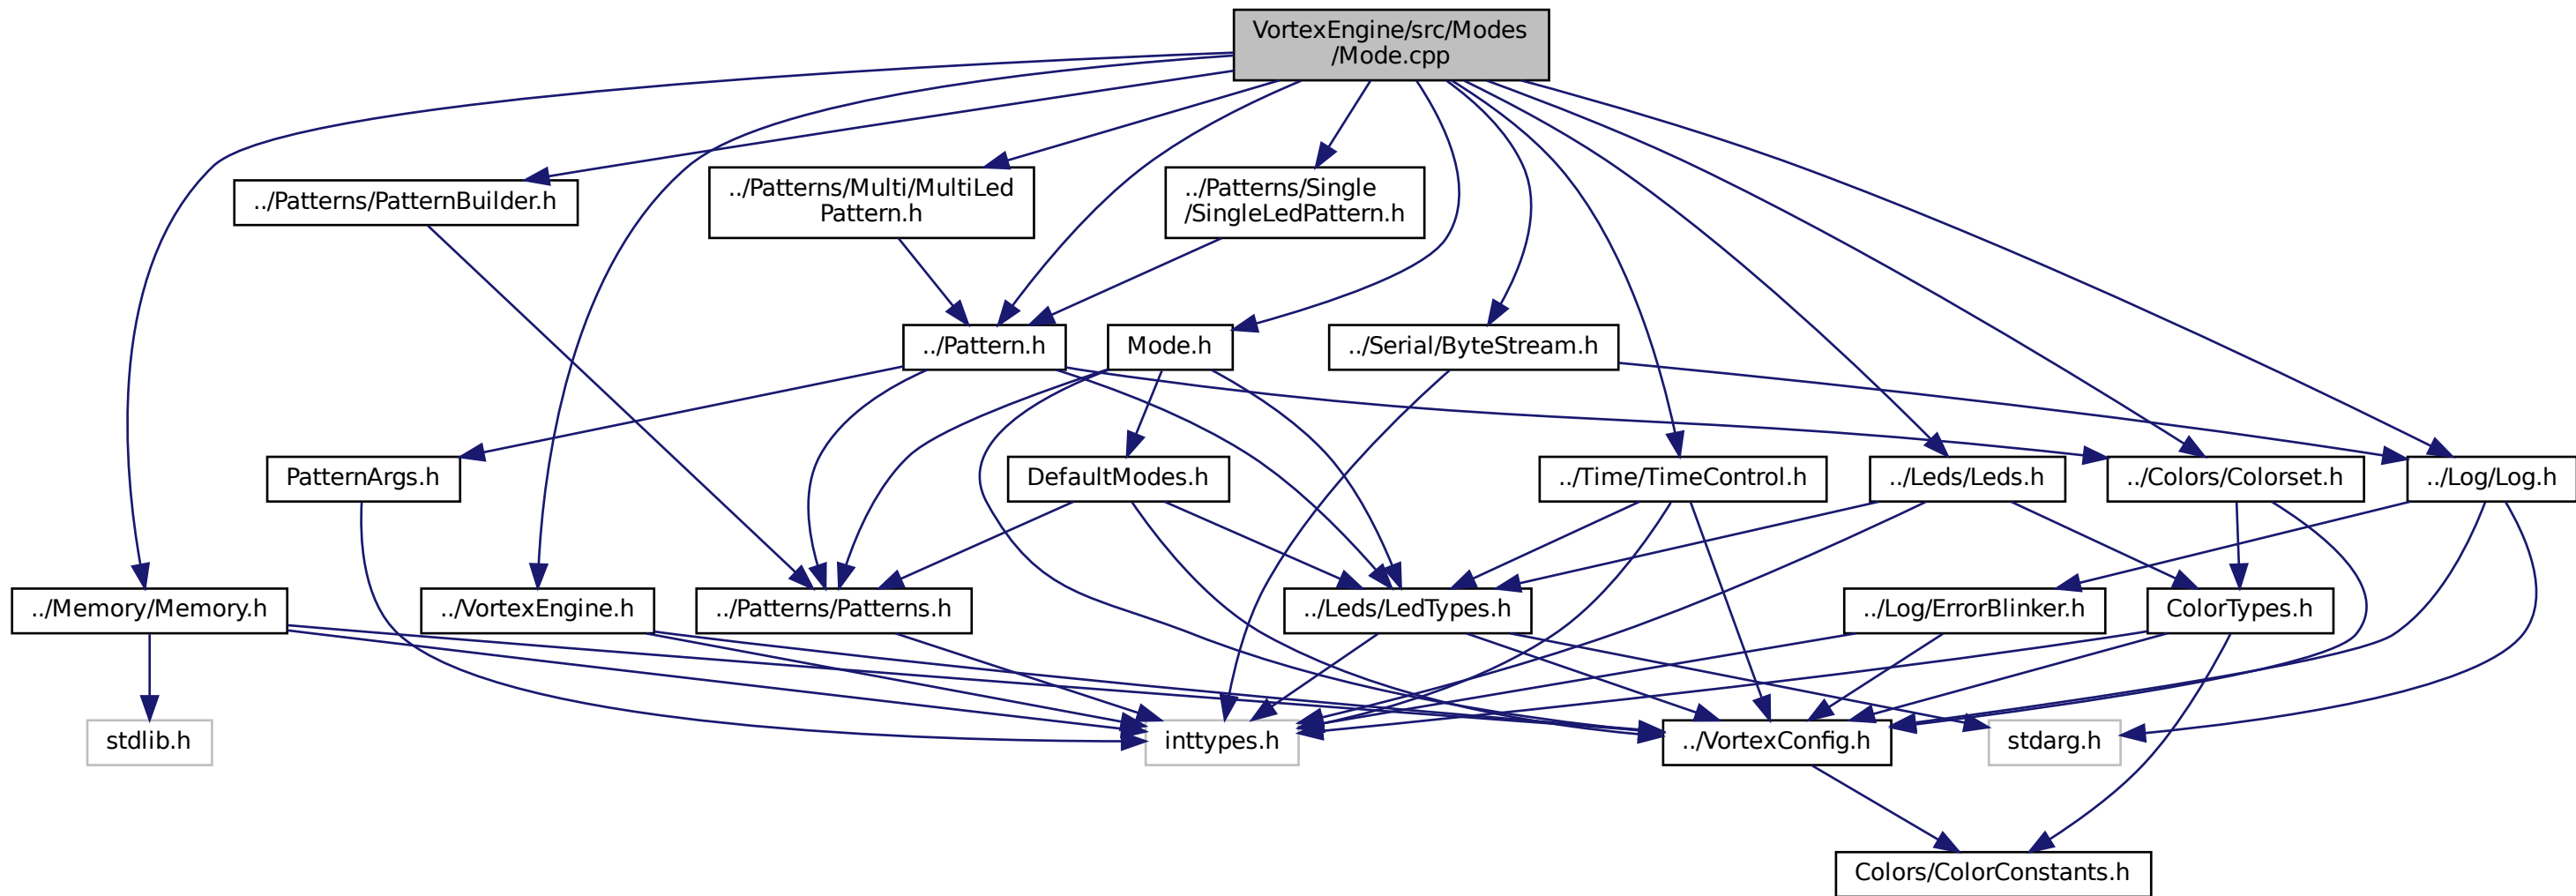 VortexEngine/src/Modes
/Mode.cpp
../Patterns/PatternBuilder.h
../Patterns/Multi/MultiLed
Pattern.h
../Patterns/Single
/SingleLedPattern.h
../Pattern.h
Mode.h
../Serial/ByteStream.h
PatternArgs.h
DefaultModes.h
../Time/TimeControl.h
../Leds/Leds.h
../Colors/Colorset.h
../Log/Log.h
../Memory/Memory.h
../VortexEngine.h
../Patterns/Patterns.h
../Leds/LedTypes.h
../Log/ErrorBlinker.h
ColorTypes.h
stdlib.h
inttypes.h
../VortexConfig.h
stdarg.h
Colors/ColorConstants.h